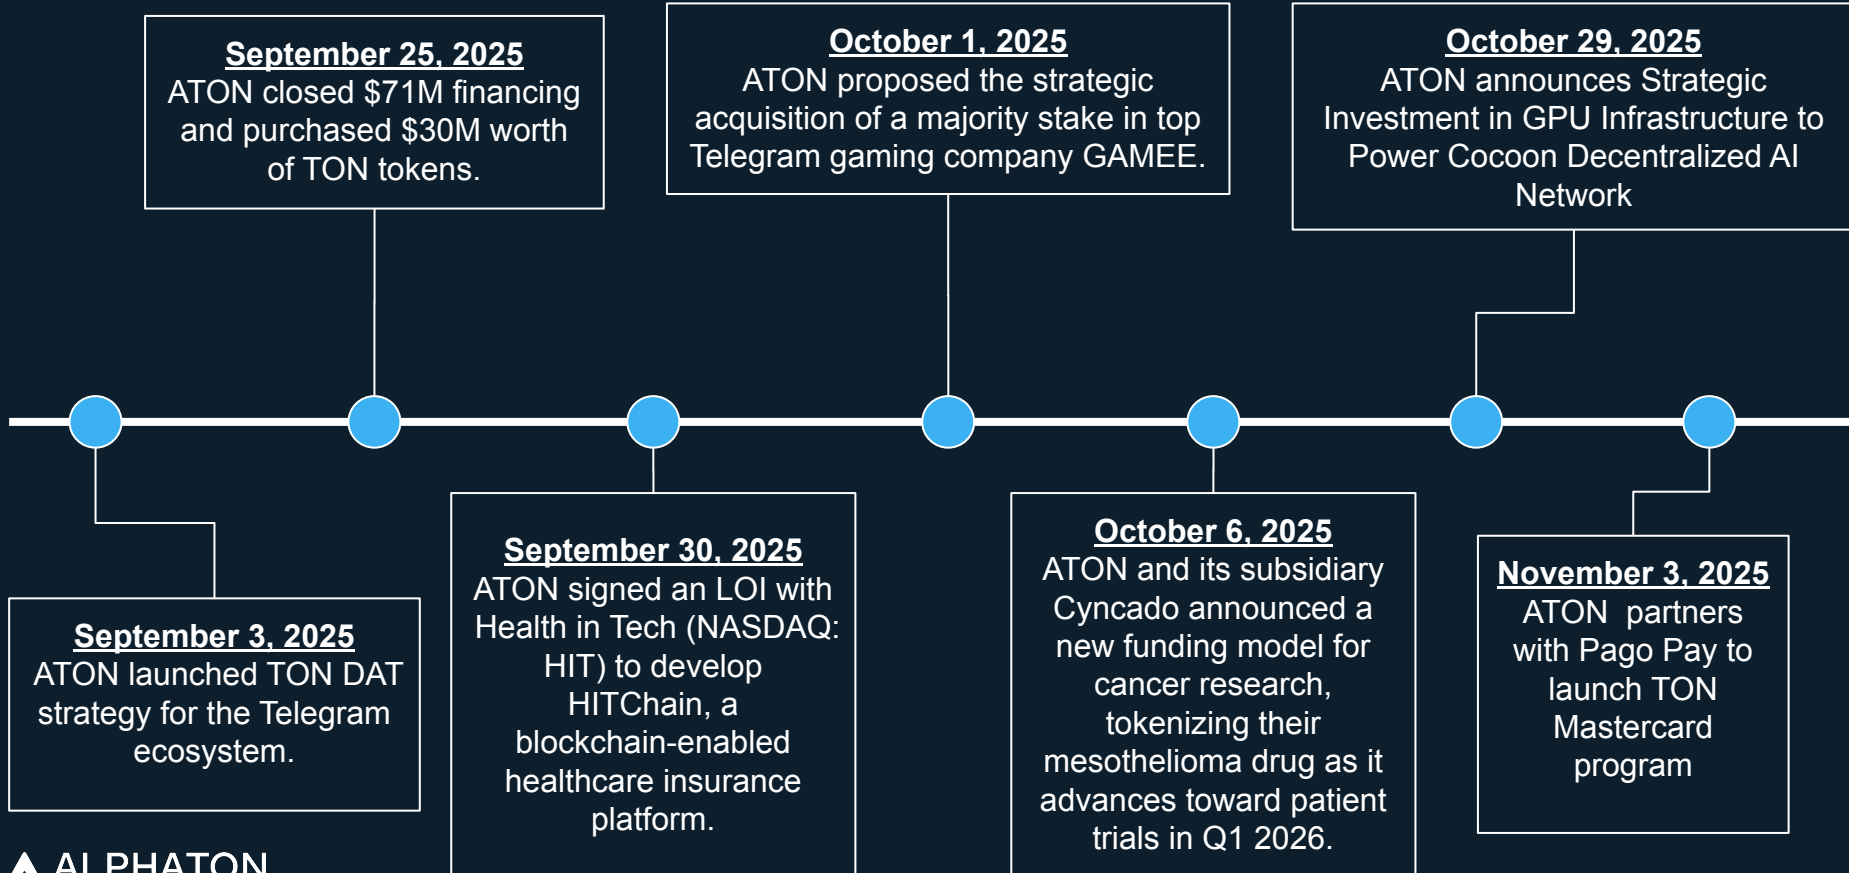 September 25, 2025
ATON closed $71M financing
and purchased $30M worth
of TON tokens.
October 1, 2025
ATON proposed the strategic
acquisition of a majority stake in top
Telegram gaming company GAMEE.
October 29, 2025
ATON announces Strategic
Investment in GPU Infrastructure to
Power Cocoon Decentralized AI
Network
September 3, 2025
ATON launched TON DAT
strategy for the Telegram
ecosystem.
September 30, 2025
ATON signed an LOI with
Health in Tech (NASDAQ:
HIT) to develop
HITChain, a
blockchain-enabled
healthcare insurance
platform.
October 6, 2025
ATON and its subsidiary
Cyncado announced a
new funding model for
cancer research,
tokenizing their
mesothelioma drug as it
advances toward patient
trials in Q1 2026.
November 3, 2025
ATON  partners
with Pago Pay to
launch TON
Mastercard
program
ALPHATON